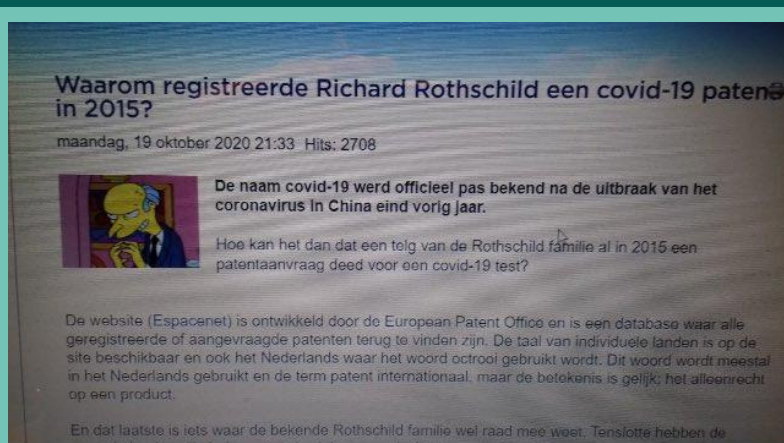 Waarom registreerde Richard Rothschild een covid-19 patent
in 2015?
maandag, 19 oktober 2020 21:33 Hits: 2708
De naam covid-19 werd officieel pas bekend na de uitbraak van het
coronavirus in China eind vorig jaar.
Hoe kan het dan dat een telg van de Rothschild familie al in 2015 een
patentaanvraag deed voor een covid-19 test?
De website (Espacenet) is ontwikkeld door de European Patent Office en is een database waar alle
geregistreerde of aangevraagde patenten terug te vinden zijn. De taal van individuele landen is op de
site beschikbaar en ook het Nederlands waar het woord octrooi gebruikt wordt. Dit woord wordt meestal
in het Nederlands gebruikt en de term patent internationaal, maar de betekenis is gelijk; het alleenrecht
op een product.
En dat laatste is iets waar de bekende Rothschild familie wel raad mee weet. Tenslotte hebben de